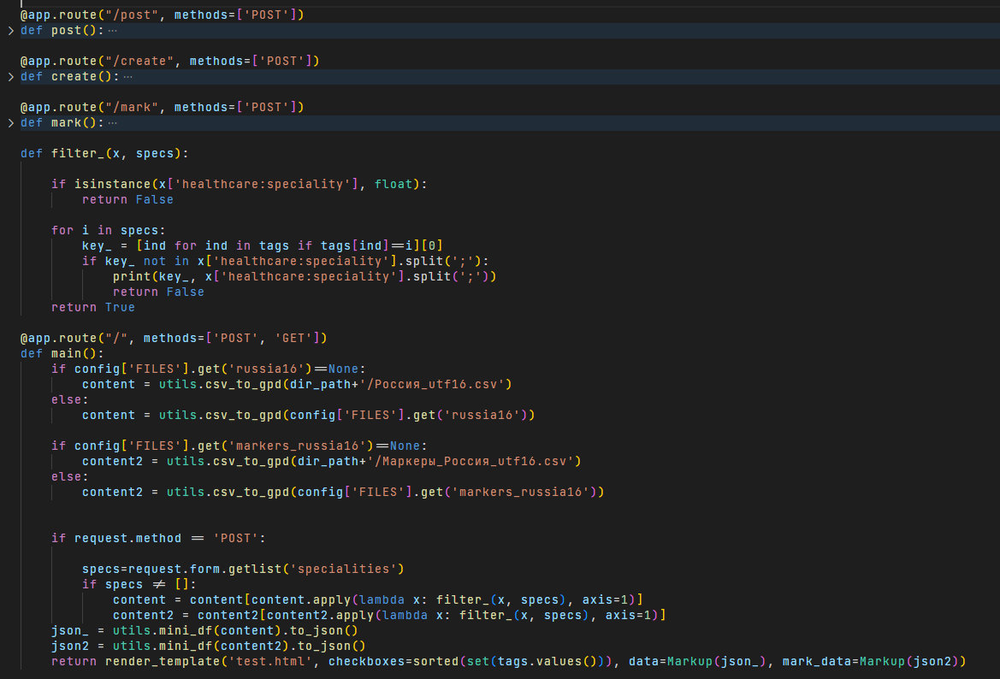 @app.route("/post", methods=['POST'])
def post(): ⋯
@app.route("/create", methods=['POST'])
def create(): ⋯
@app.route("/mark", methods=['POST'])
def mark(): ⋯
def filter_(x, specs):
if isinstance(x['healthcare:speciality'], float):
return False
for i in specs:
key_ = [ind for ind in tags if tags[ind]==i][0]
if key_ not in x['healthcare:speciality'].split(';'):
print(key_, x['healthcare:speciality'].split(';'))
return False
return True
@app.route("/", methods=['POST', 'GET'])
def main():
if config['FILES'].get('russia16')==None:
content = utils.csv_to_gpd(dir_path+'/Россия_utf16.csv')
else:
content = utils.csv_to_gpd(config['FILES'].get('russia16'))
if config['FILES'].get('markers_russia16')==None:
content2 = utils.csv_to_gpd(dir_path+'/Маркеры_Россия_utf16.csv')
else:
content2 = utils.csv_to_gpd(config['FILES'].get('markers_russia16'))
if request.method == 'POST':
specs=request.form.getlist('specialities')
if specs != []:
content = content[content.apply(lambda x: filter_(x, specs), axis=1)]
content2 = content2[content2.apply(lambda x: filter_(x, specs), axis=1)]
json_ = utils.mini_df(content).to_json()
json2 = utils.mini_df(content2).to_json()
return render_template('test.html', checkboxes=sorted(set(tags.values())), data=Markup(json_), mark_data=Markup(json2))